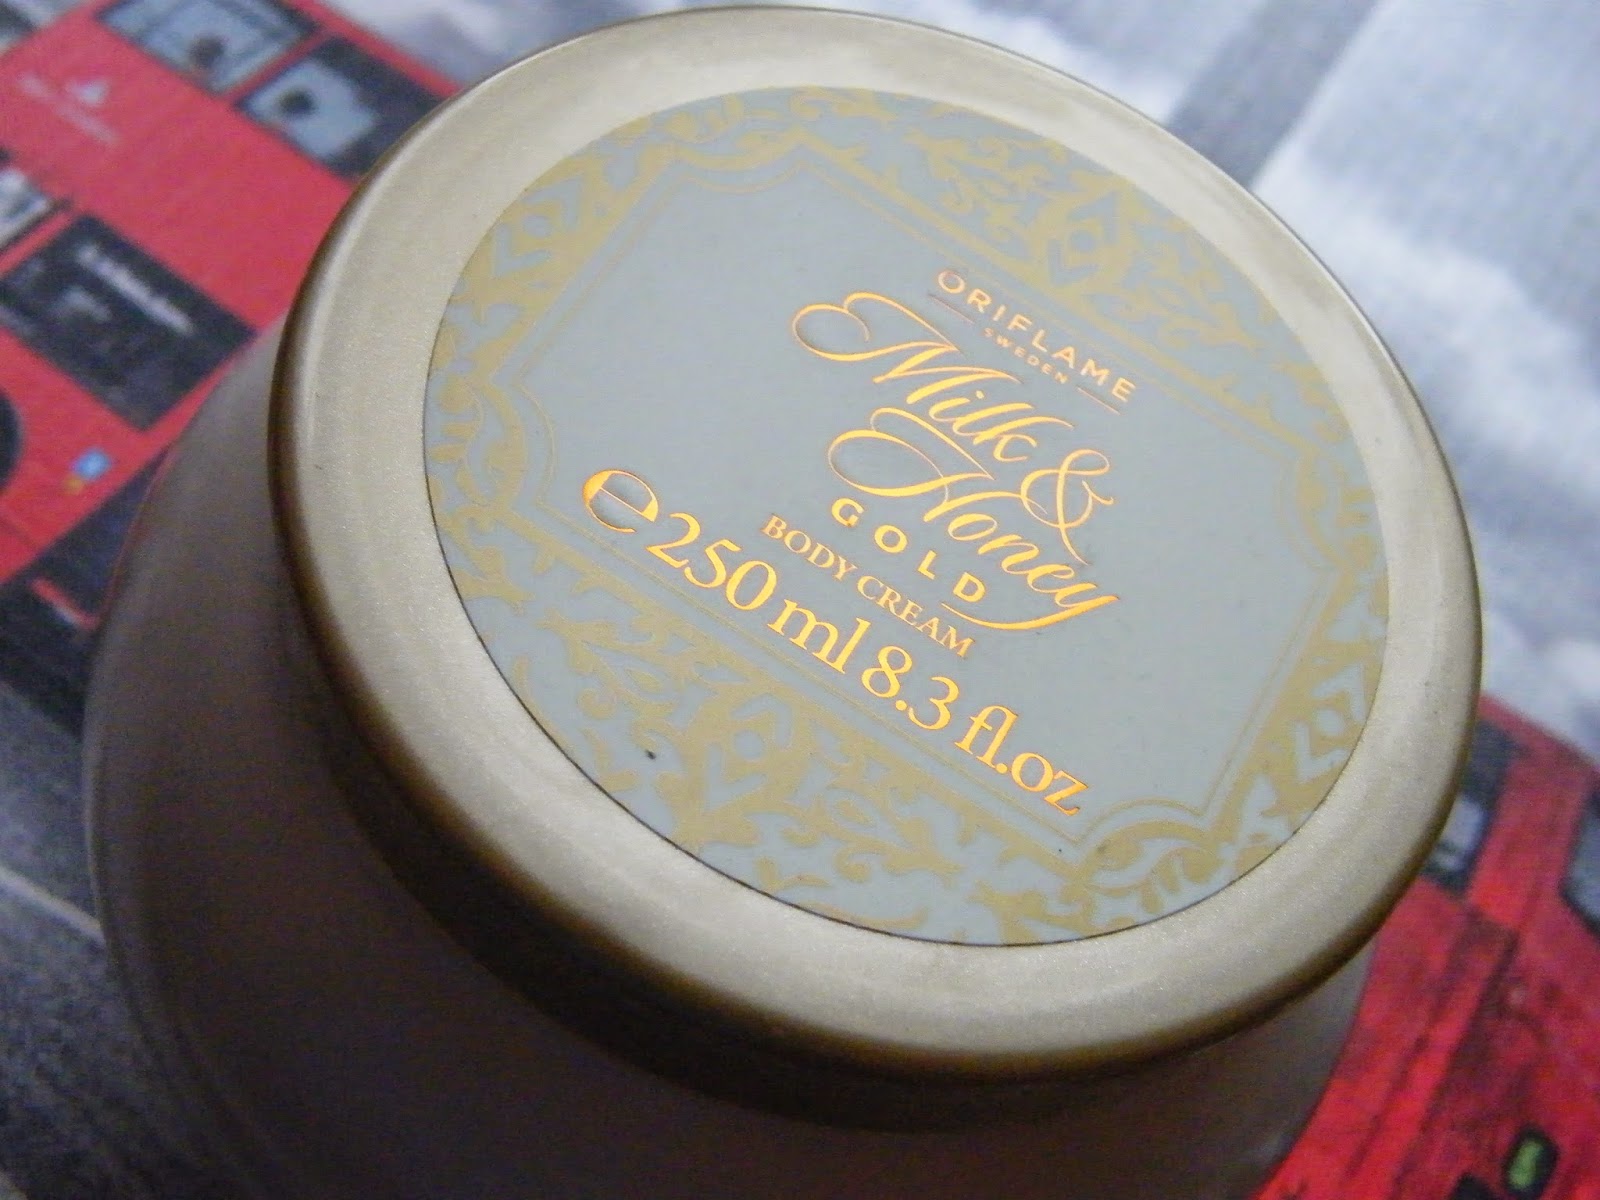 ORIFLAME
SWEDEN
Milk &
Honey
GOLD
BODY CREAM
℮ 250 ml 8.3 fl.oz